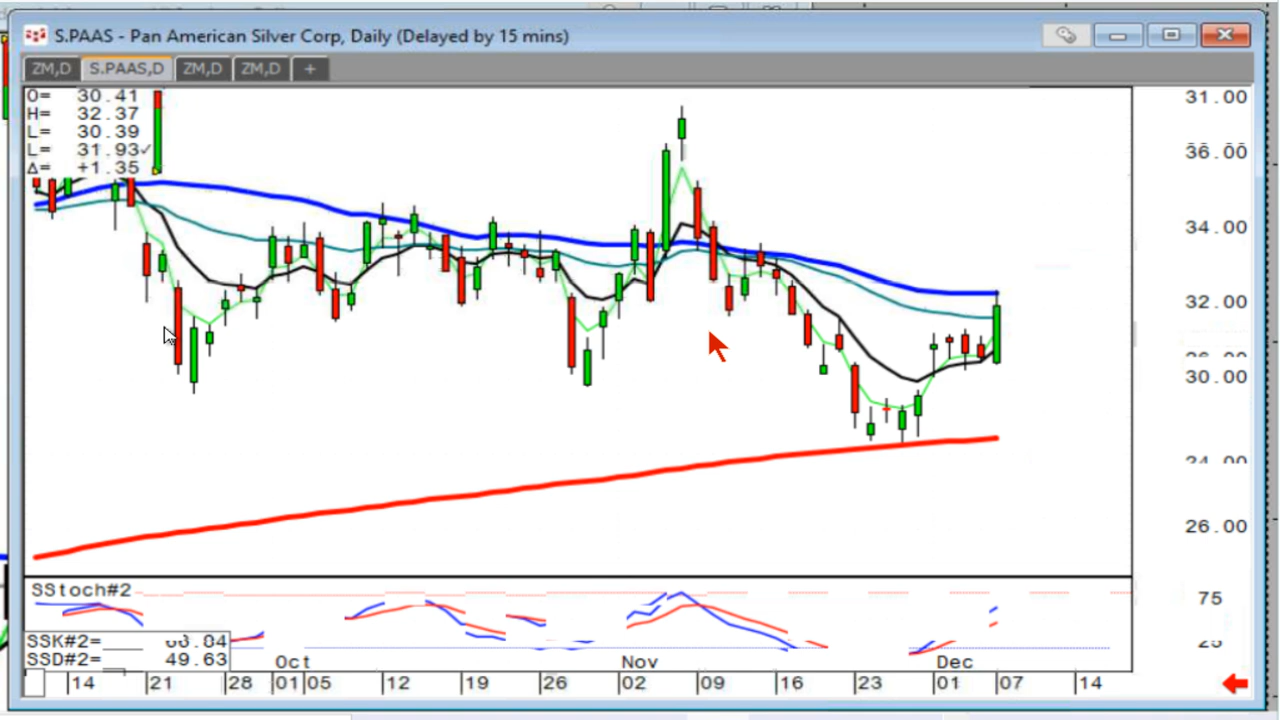 S.PAAS - Pan American Silver Corp, Daily (Delayed by 15 mins)
ZM,D S.PAAS,D ZM,D ZM,D +
O= 30.41
H= 32.37
L= 30.39
L= 31.93✓
Δ= +1.35
31.00
36.00
34.00
32.00
30.00
26.00
SStoch#2
75
SSK#2=
SSD#2= 49.63
Oct Nov Dec
14 21 28 01 05 12 19 26 02 09 16 23 01 07 14